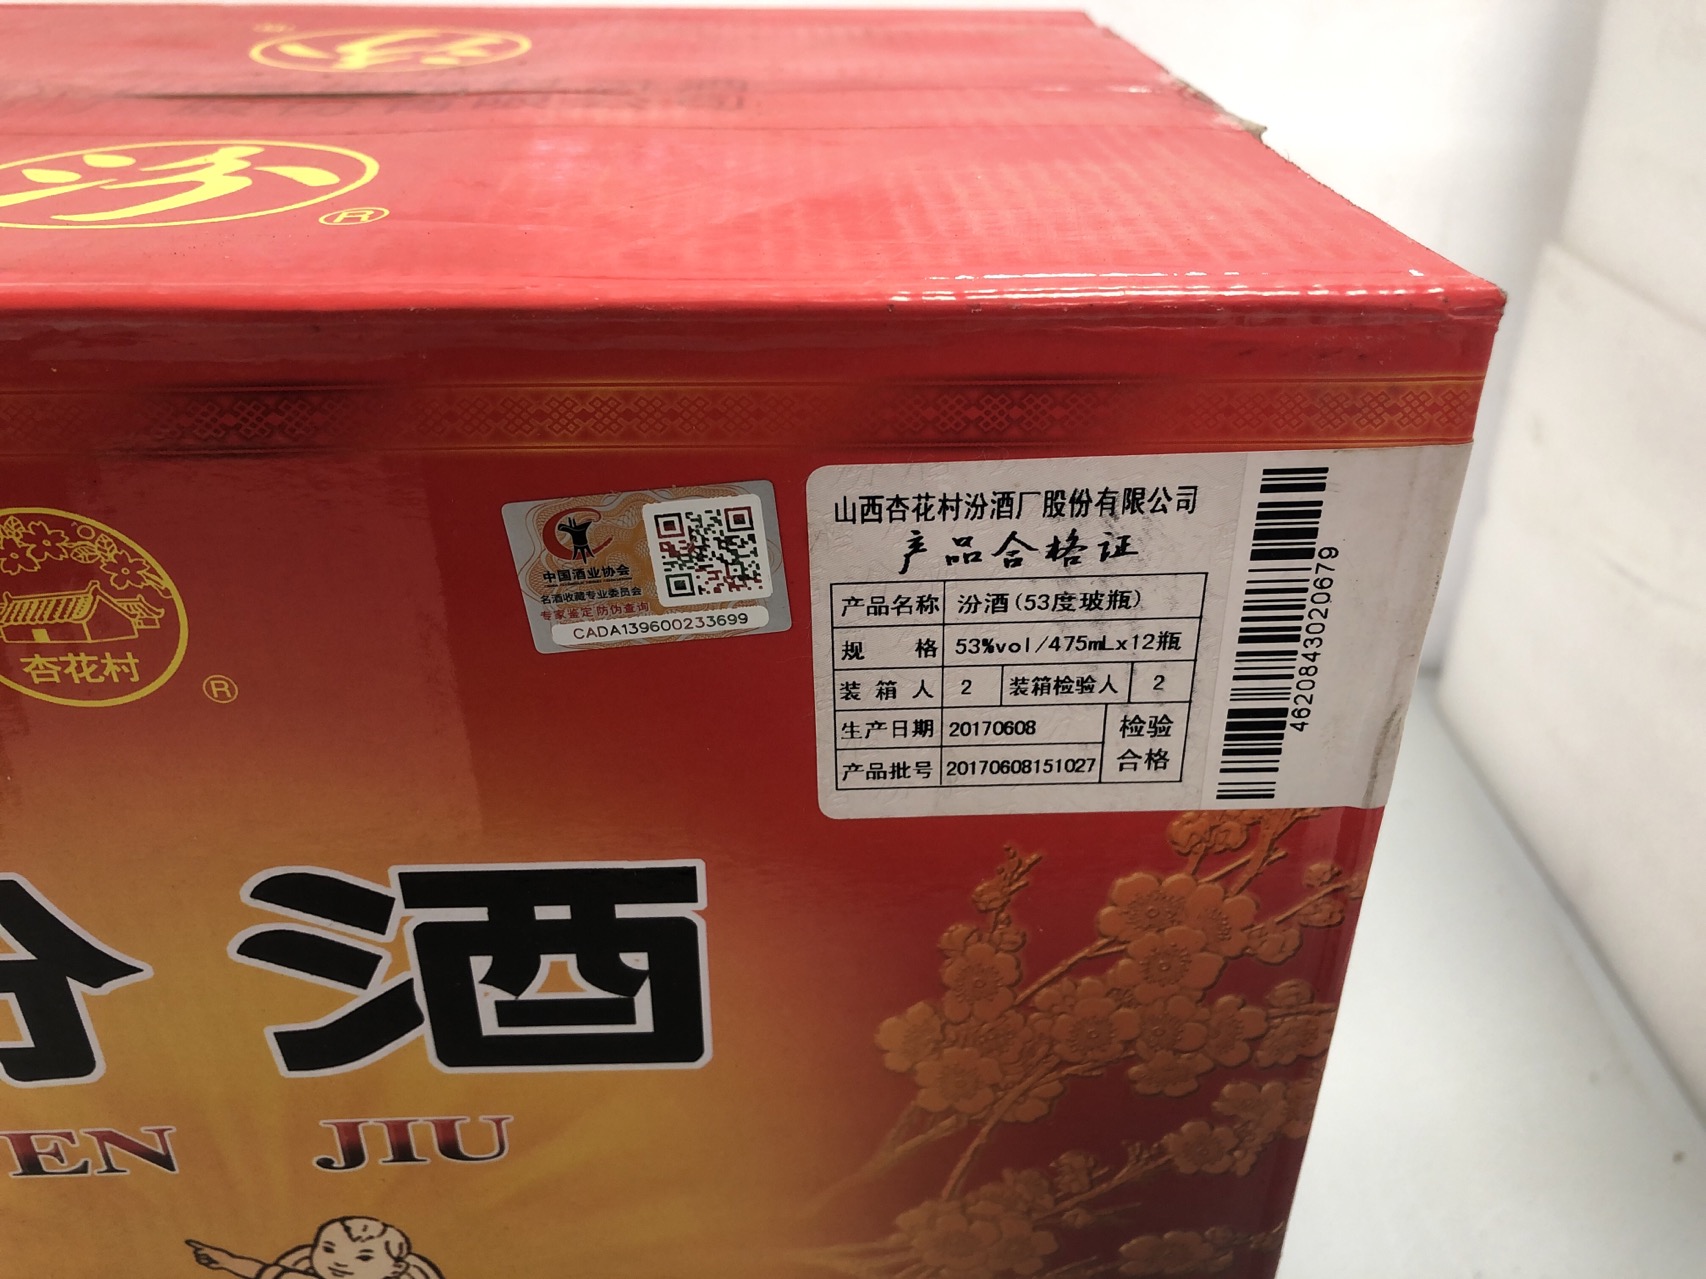 汾
汾
®
杏花村
®
中国酒业协会
名酒收藏专业委员会
专家鉴定 防伪查询
CADA139600233699
山西杏花村汾酒厂股份有限公司
产品合格证
产品名称 汾酒(53度玻瓶)
规 格 53%vol/475mLx12瓶
装箱人 2 装箱检验人 2
生产日期 20170608 检验
产品批号 20170608151027 合格
4620843020679
汾酒
EN JIU